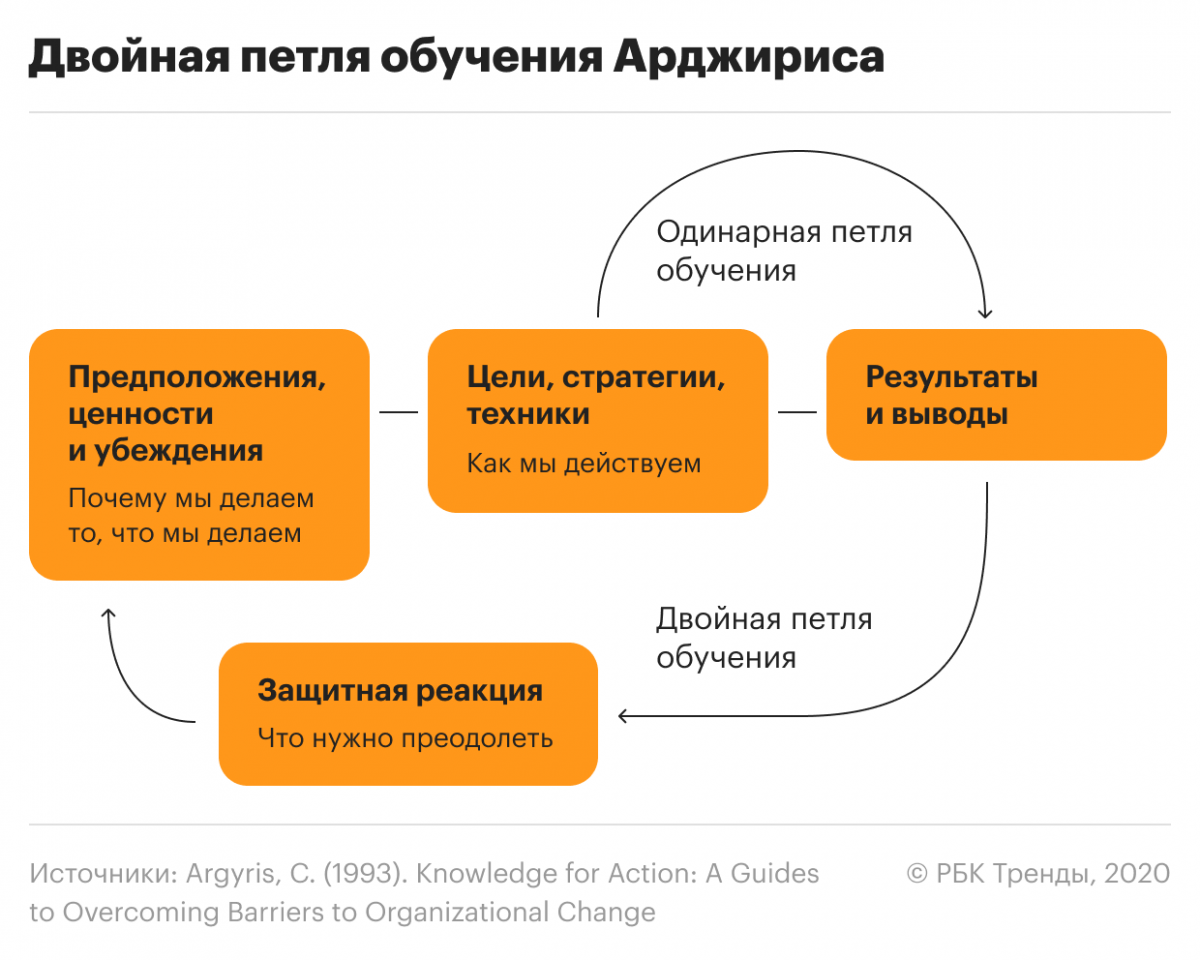 Двойная петля обучения Арджириса
Одинарная петля
обучения
Предположения,
ценности
и убеждения
Почему мы делаем
то, что мы делаем
Цели, стратегии,
техники
Как мы действуем
Результаты
и выводы
Двойная петля
обучения
Защитная реакция
Что нужно преодолеть
Источники: Argyris, C. (1993). Knowledge for Action: A Guides
to Overcoming Barriers to Organizational Change
© РБК Тренды, 2020